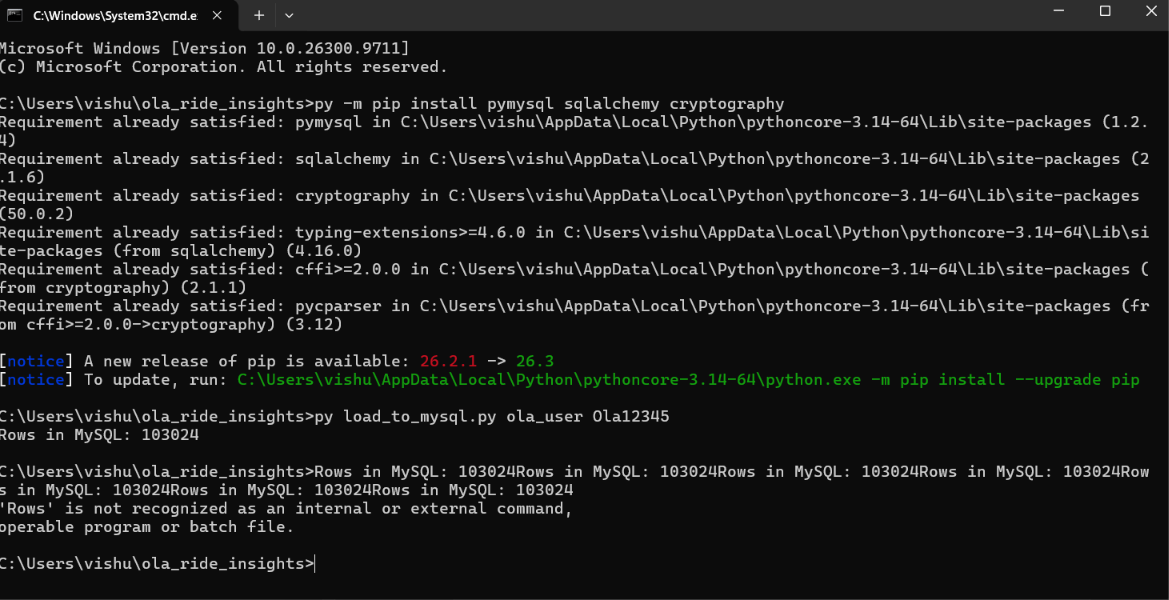 C:\Windows\System32\cmd.e
Microsoft Windows [Version 10.0.26300.9711]
(c) Microsoft Corporation. All rights reserved.
C:\Users\vishu\ola_ride_insights>py -m pip install pymysql sqlalchemy cryptography
Requirement already satisfied: pymysql in C:\Users\vishu\AppData\Local\Python\pythoncore-3.14-64\Lib\site-packages (1.2.
4)
Requirement already satisfied: sqlalchemy in C:\Users\vishu\AppData\Local\Python\pythoncore-3.14-64\Lib\site-packages (2
.1.6)
Requirement already satisfied: cryptography in C:\Users\vishu\AppData\Local\Python\pythoncore-3.14-64\Lib\site-packages
(50.0.2)
Requirement already satisfied: typing-extensions>=4.6.0 in C:\Users\vishu\AppData\Local\Python\pythoncore-3.14-64\Lib\si
te-packages (from sqlalchemy) (4.16.0)
Requirement already satisfied: cffi>=2.0.0 in C:\Users\vishu\AppData\Local\Python\pythoncore-3.14-64\Lib\site-packages (
from cryptography) (2.1.1)
Requirement already satisfied: pycparser in C:\Users\vishu\AppData\Local\Python\pythoncore-3.14-64\Lib\site-packages (fr
om cffi>=2.0.0->cryptography) (3.12)
[notice] A new release of pip is available: 26.2.1 -> 26.3
[notice] To update, run: C:\Users\vishu\AppData\Local\Python\pythoncore-3.14-64\python.exe -m pip install --upgrade pip
C:\Users\vishu\ola_ride_insights>py load_to_mysql.py ola_user Ola12345
Rows in MySQL: 103024
C:\Users\vishu\ola_ride_insights>Rows in MySQL: 103024Rows in MySQL: 103024Rows in MySQL: 103024Rows in MySQL: 103024Row
s in MySQL: 103024Rows in MySQL: 103024Rows in MySQL: 103024
'Rows' is not recognized as an internal or external command,
operable program or batch file.
C:\Users\vishu\ola_ride_insights>